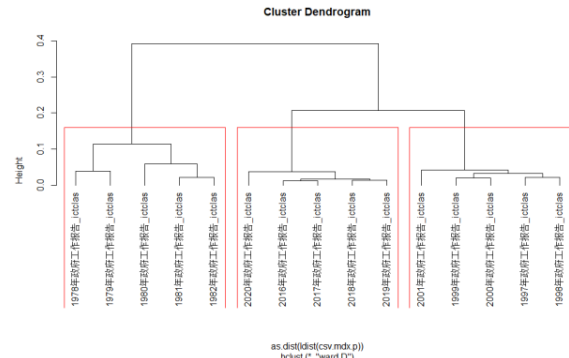 Cluster Dendrogram
Height
0.0
0.1
0.2
0.3
0.4
1978年政府工作报告_ictclas
1979年政府工作报告_ictclas
1980年政府工作报告_ictclas
1981年政府工作报告_ictclas
1982年政府工作报告_ictclas
2020年政府工作报告_ictclas
2016年政府工作报告_ictclas
2017年政府工作报告_ictclas
2018年政府工作报告_ictclas
2019年政府工作报告_ictclas
2001年政府工作报告_ictclas
1999年政府工作报告_ictclas
2000年政府工作报告_ictclas
1997年政府工作报告_ictclas
1998年政府工作报告_ictclas
as.dist(ldist(csv.mdx.p))
hclust (*, "ward.D")